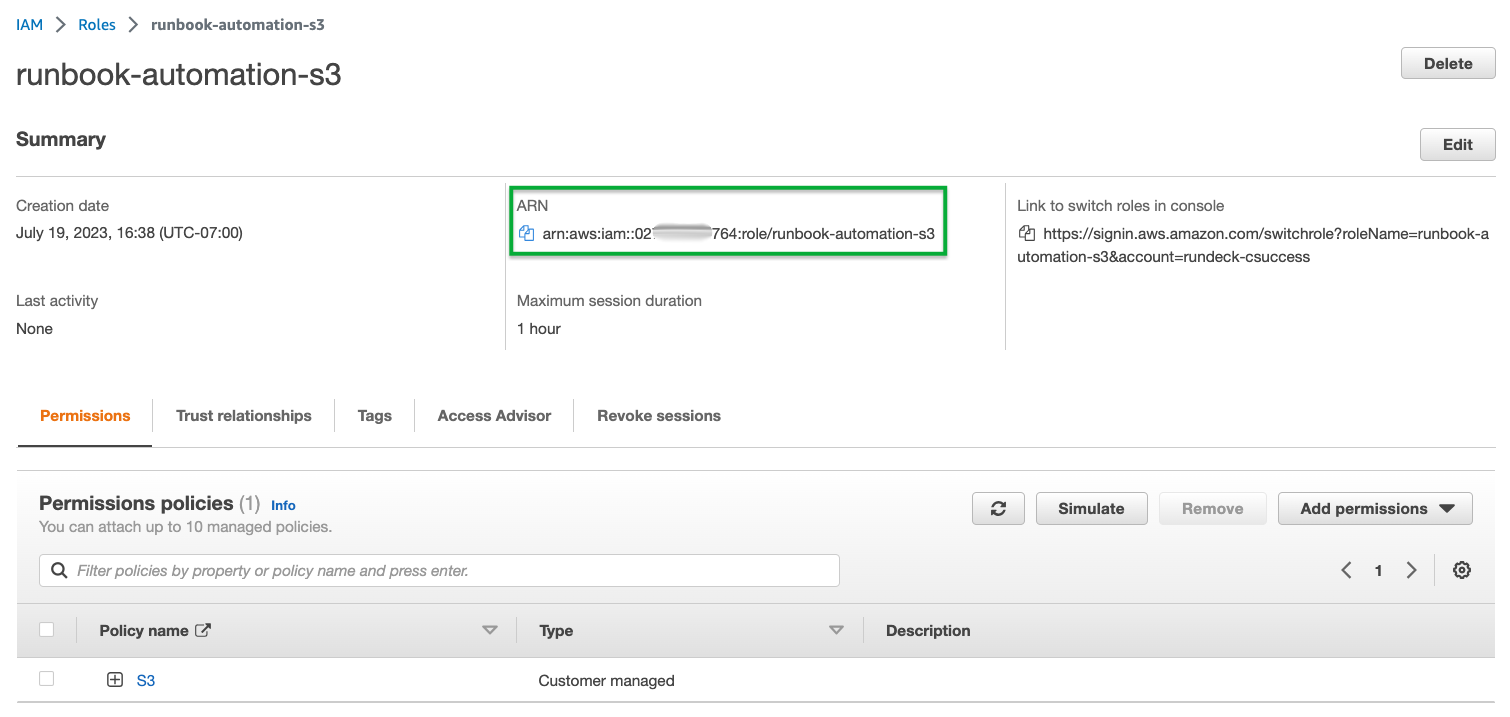 IAM > Roles > runbook-automation-s3
runbook-automation-s3
Delete
Summary
Edit
Creation date
July 19, 2023, 16:38 (UTC-07:00)
ARN
arn:aws:iam::02 764:role/runbook-automation-s3
Link to switch roles in console
https://signin.aws.amazon.com/switchrole?roleName=runbook-a
utomation-s3&account=rundeck-csuccess
Last activity
None
Maximum session duration
1 hour
Permissions
Trust relationships
Tags
Access Advisor
Revoke sessions
Permissions policies (1) Info
You can attach up to 10 managed policies.
Simulate
Remove
Add permissions
Filter policies by property or policy name and press enter.
1
Policy name
Type
Description
S3
Customer managed